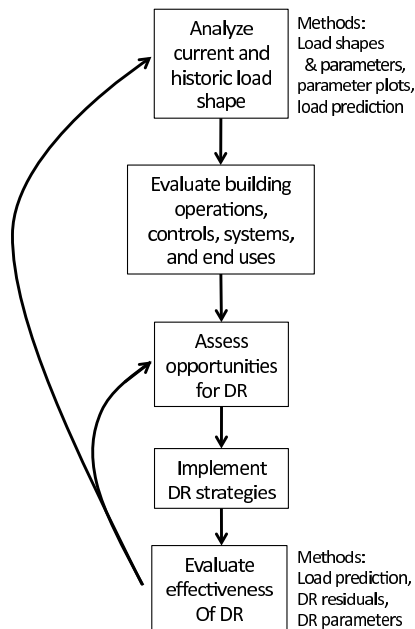 Analyze
current and
historic load
shape
Methods:
Load shapes
& parameters,
parameter plots,
load prediction
Evaluate building
operations,
controls, systems,
and end uses
Assess
opportunities
for DR
Implement
DR strategies
Evaluate
effectiveness
Of DR
Methods:
Load prediction,
DR residuals,
DR parameters